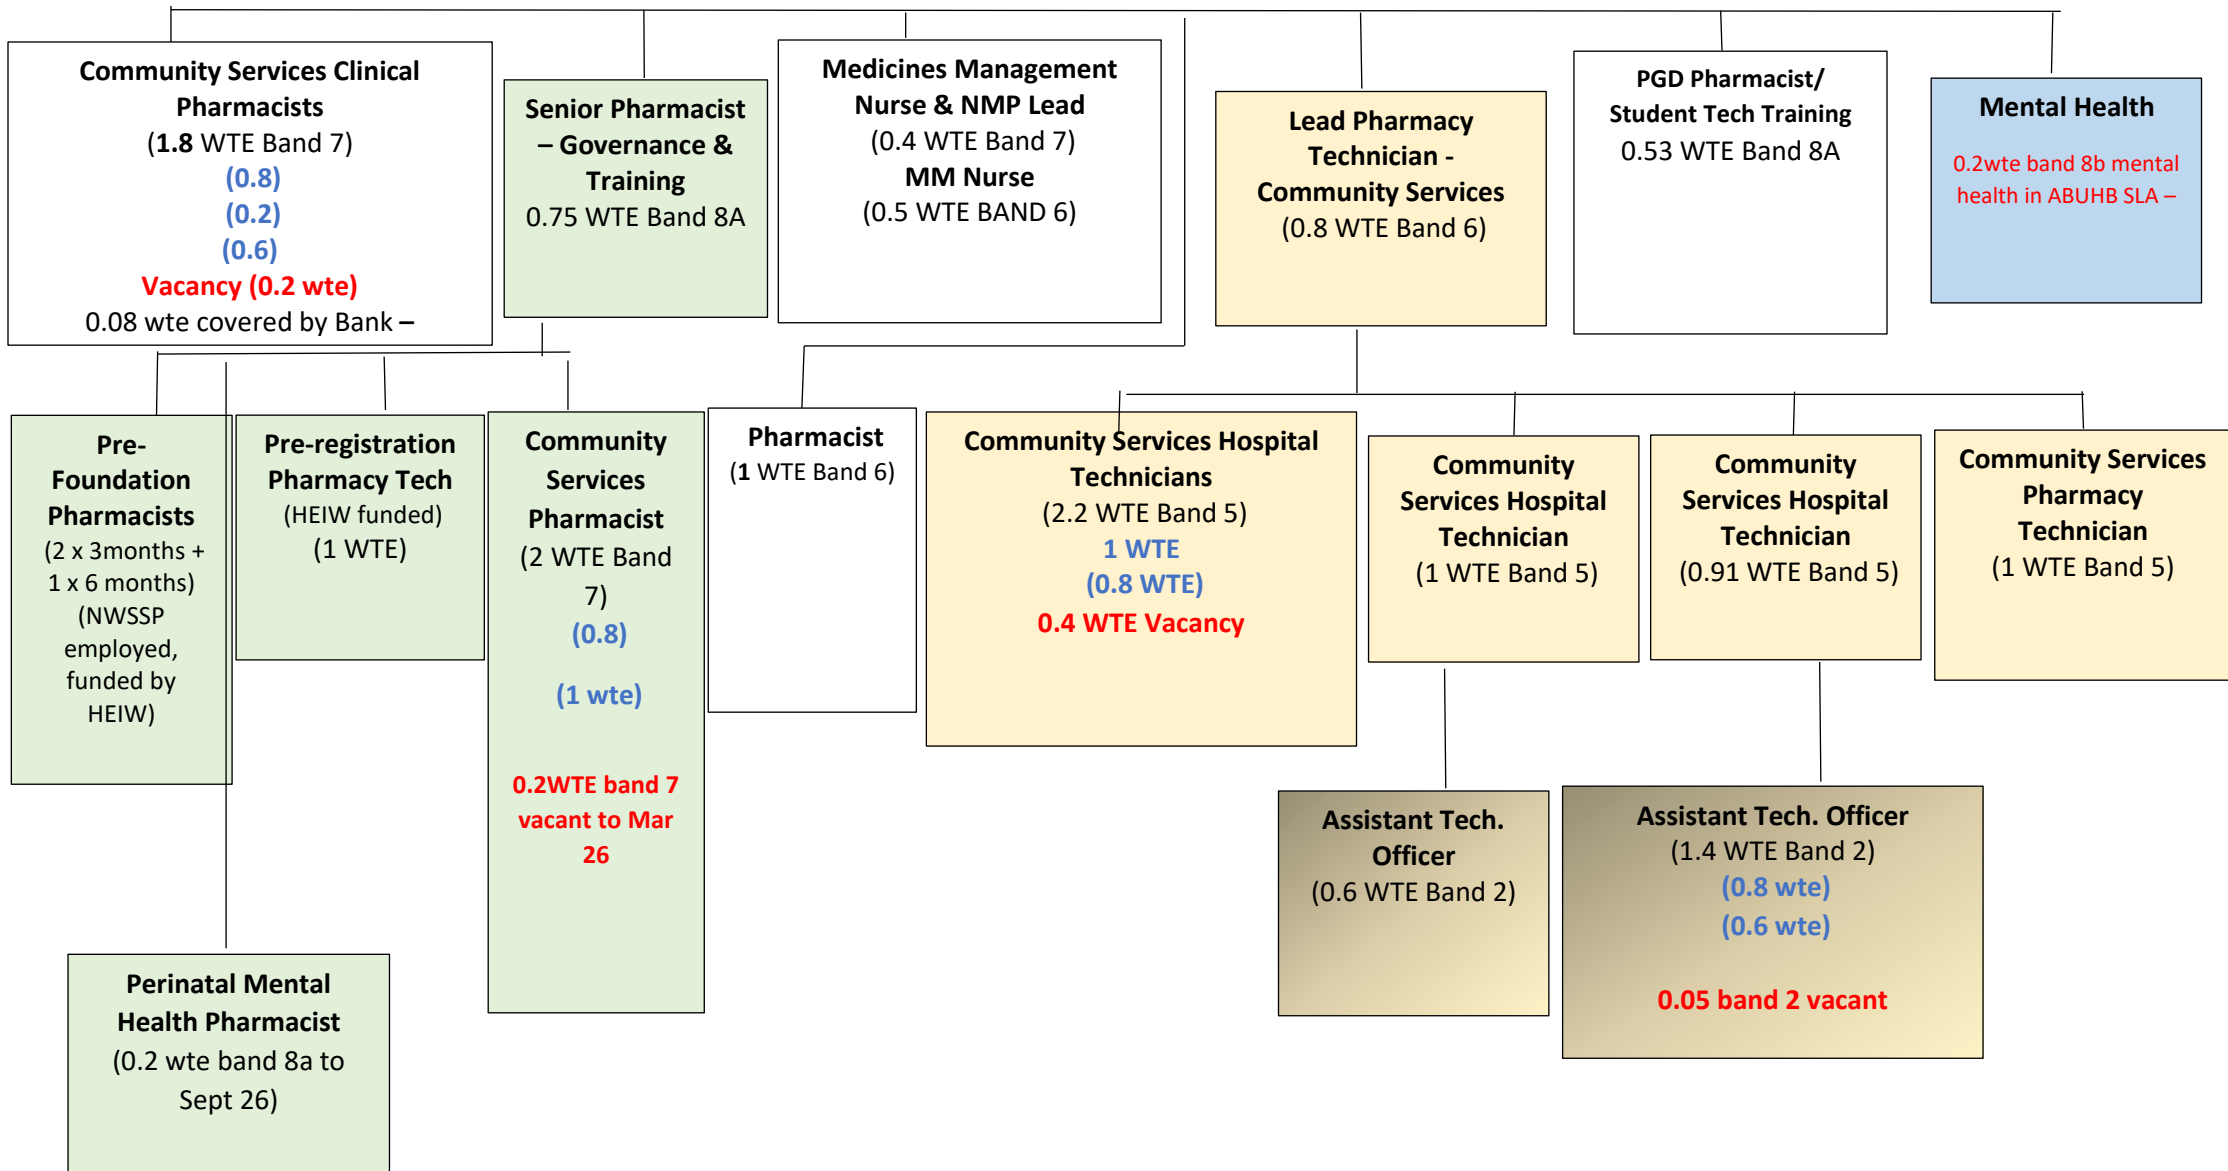 Community Services Clinical
Pharmacists
(1.8 WTE Band 7)
(0.8)
(0.2)
(0.6)
Vacancy (0.2 wte)
0.08 wte covered by Bank –
Senior Pharmacist
– Governance &
Training
0.75 WTE Band 8A
Medicines Management
Nurse & NMP Lead
(0.4 WTE Band 7)
MM Nurse
(0.5 WTE BAND 6)
Lead Pharmacy
Technician -
Community Services
(0.8 WTE Band 6)
PGD Pharmacist/
Student Tech Training
0.53 WTE Band 8A
Mental Health
0.2wte band 8b mental
health in ABUHB SLA –
Pre-
Foundation
Pharmacists
(2 x 3months +
1 x 6 months)
(NWSSP
employed,
funded by
HEIW)
Pre-registration
Pharmacy Tech
(HEIW funded)
(1 WTE)
Community
Services
Pharmacist
(2 WTE Band
7)
(0.8)
(1 wte)
0.2WTE band 7
vacant to Mar
26
Pharmacist
(1 WTE Band 6)
Community Services Hospital
Technicians
(2.2 WTE Band 5)
1 WTE
(0.8 WTE)
0.4 WTE Vacancy
Community
Services Hospital
Technician
(1 WTE Band 5)
Community
Services Hospital
Technician
(0.91 WTE Band 5)
Community Services
Pharmacy
Technician
(1 WTE Band 5)
Assistant Tech.
Officer
(0.6 WTE Band 2)
Assistant Tech. Officer
(1.4 WTE Band 2)
(0.8 wte)
(0.6 wte)
0.05 band 2 vacant
Perinatal Mental
Health Pharmacist
(0.2 wte band 8a to
Sept 26)